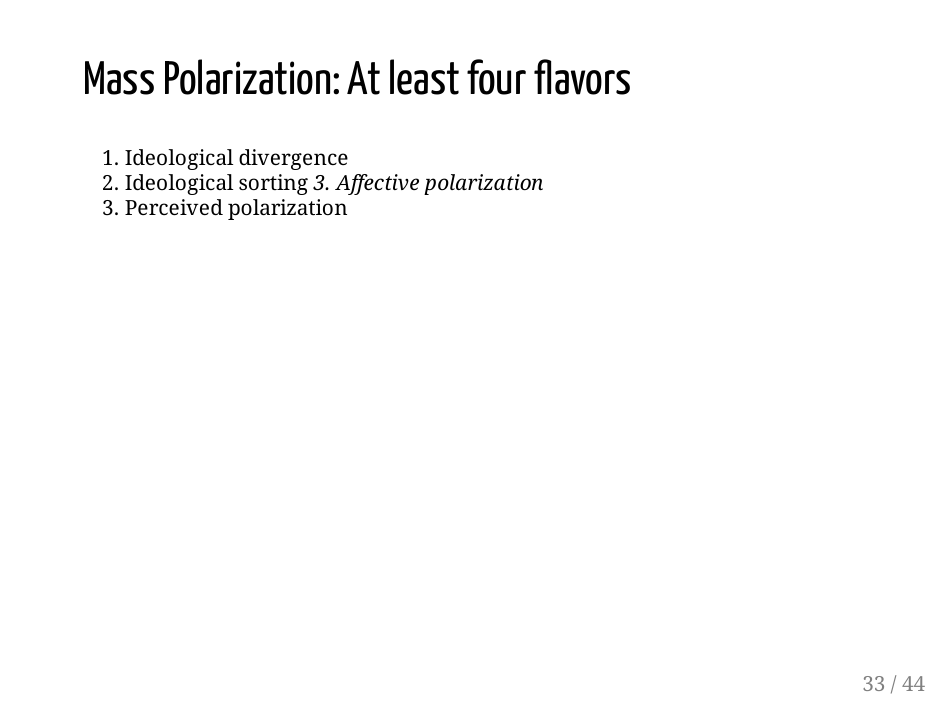 Mass Polarization: At least four flavors
1. Ideological divergence
2. Ideological sorting 3. Affective polarization
3. Perceived polarization
33 / 44